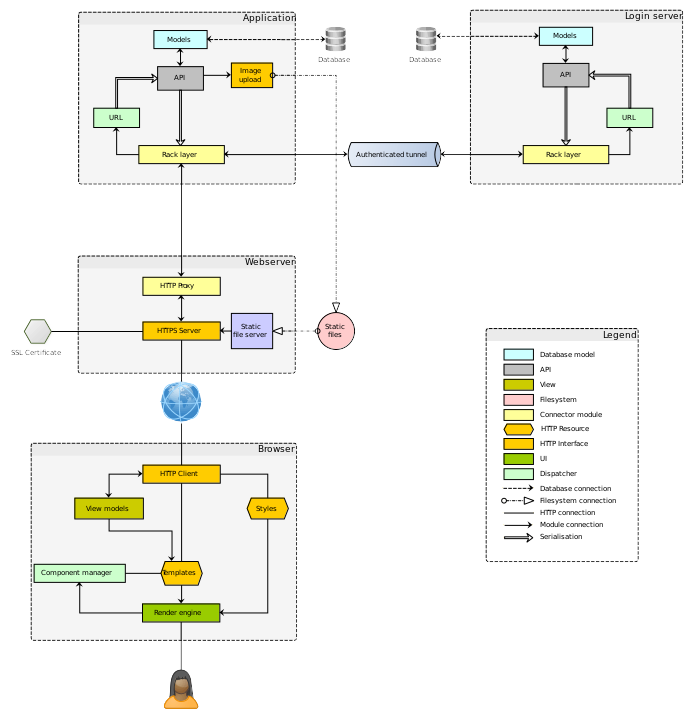 Application
Login server
Models
Database
Database
Models
API
Image
upload
API
URL
URL
Rack layer
Authenticated tunnel
Rack layer
Webserver
HTTP Proxy
HTTPS Server
Static
file server
Static
files
SSL Certificate
Legend
Database model
API
View
Filesystem
Connector module
HTTP Resource
HTTP Interface
UI
Dispatcher
Database connection
Filesystem connection
HTTP connection
Module connection
Serialisation
Browser
HTTP Client
View models
Styles
Component manager
Templates
Render engine